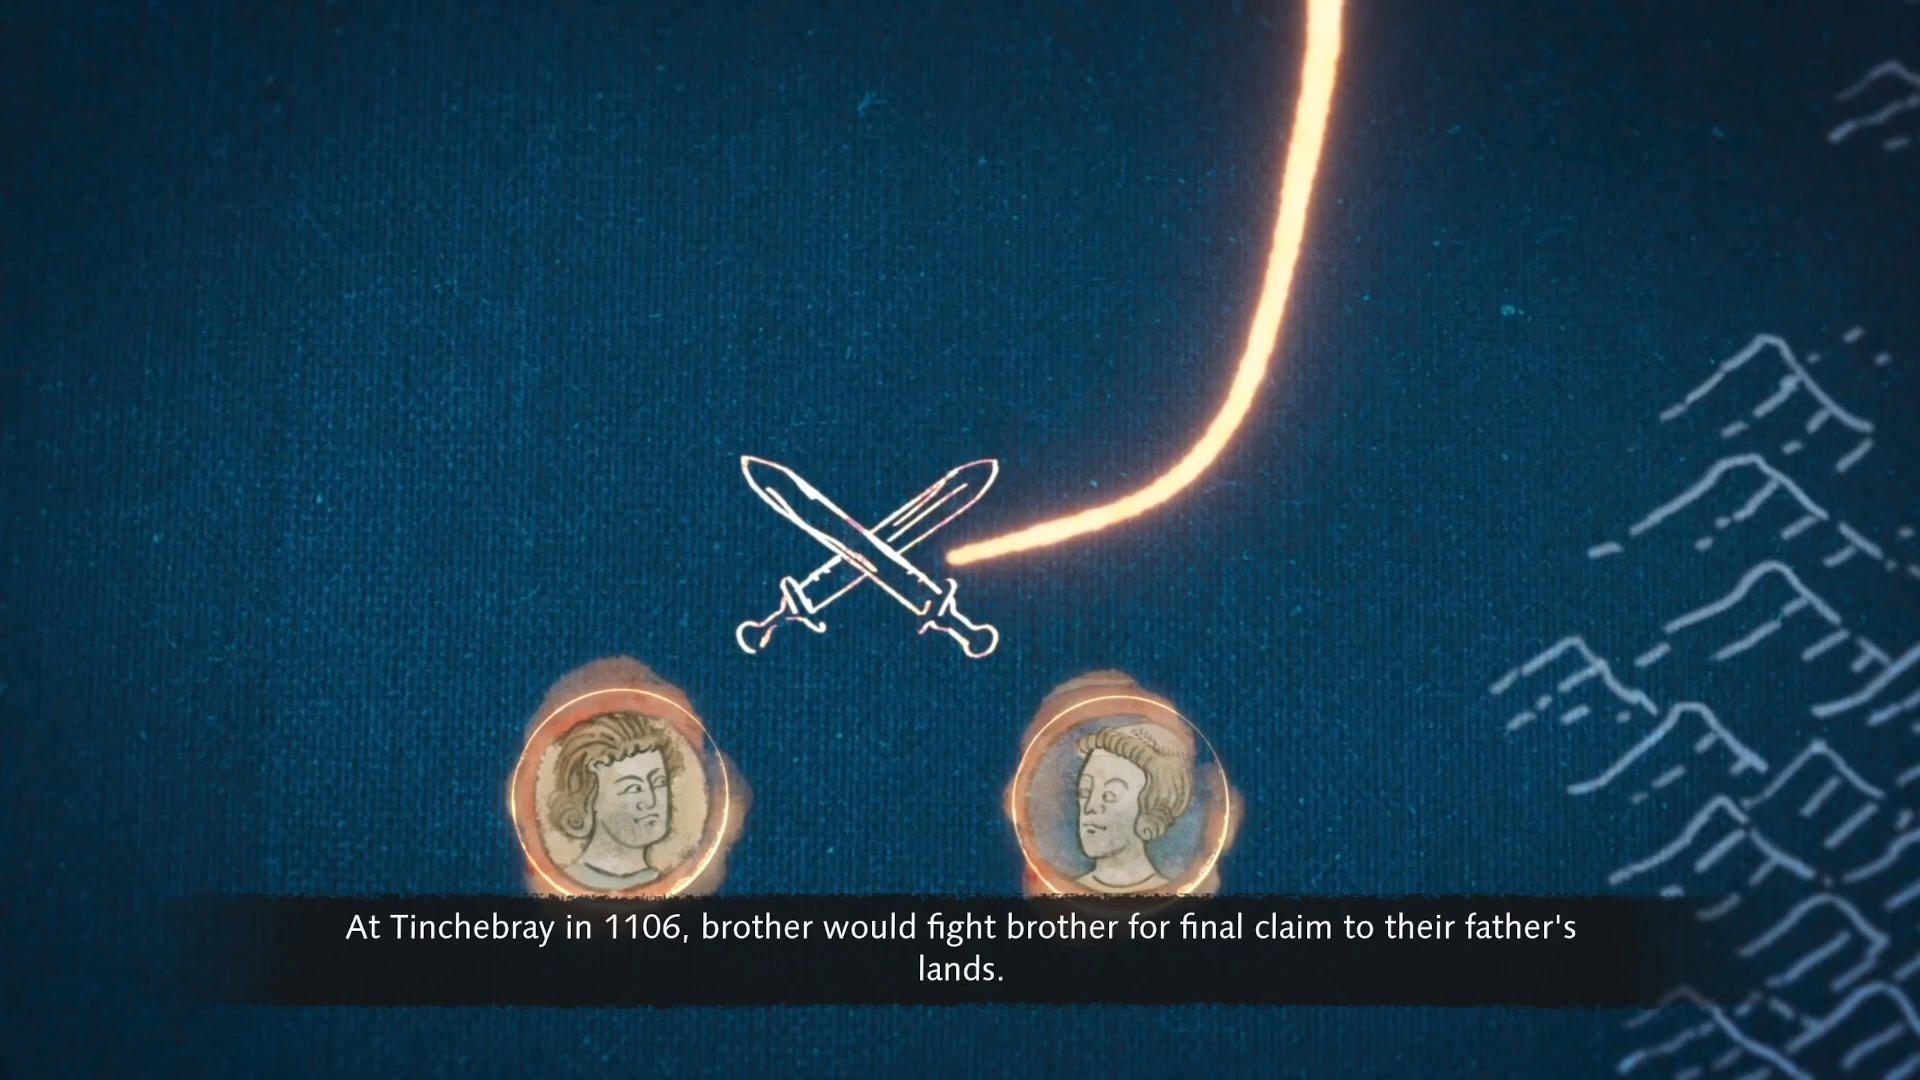 At Tinchebray in 1106, brother would fight brother for final claim to their father's
lands.